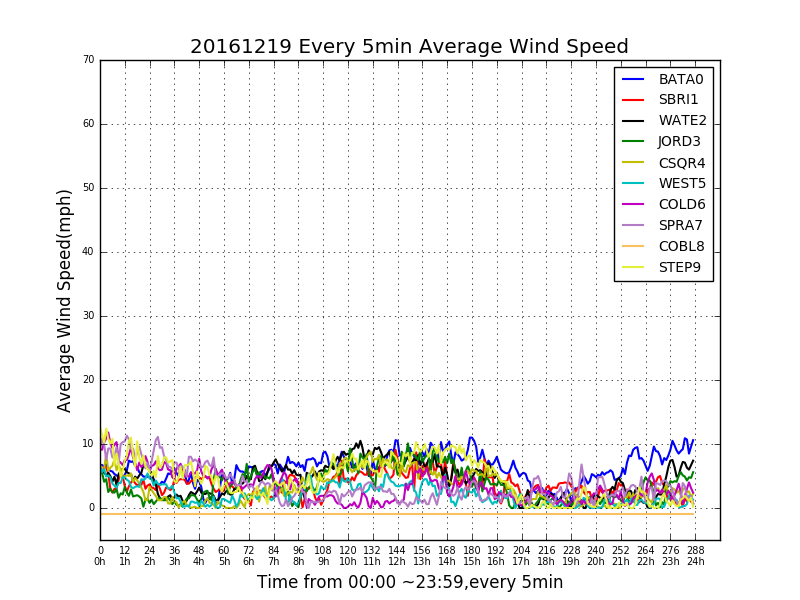 20161219 Every 5min Average Wind Speed
70
60
50
40
30
20
10
0
Average Wind Speed(mph)
BATA0
SBRI1
WATE2
JORD3
CSQR4
WEST5
COLD6
SPRA7
COBL8
STEP9
0 12 24 36 48 60 72 84 96 108 120 132 144 156 168 180 192 204 216 228 240 252 264 276 288
0h 1h 2h 3h 4h 5h 6h 7h 8h 9h 10h 11h 12h 13h 14h 15h 16h 17h 18h 19h 20h 21h 22h 23h 24h
Time from 00:00 ~23:59,every 5min